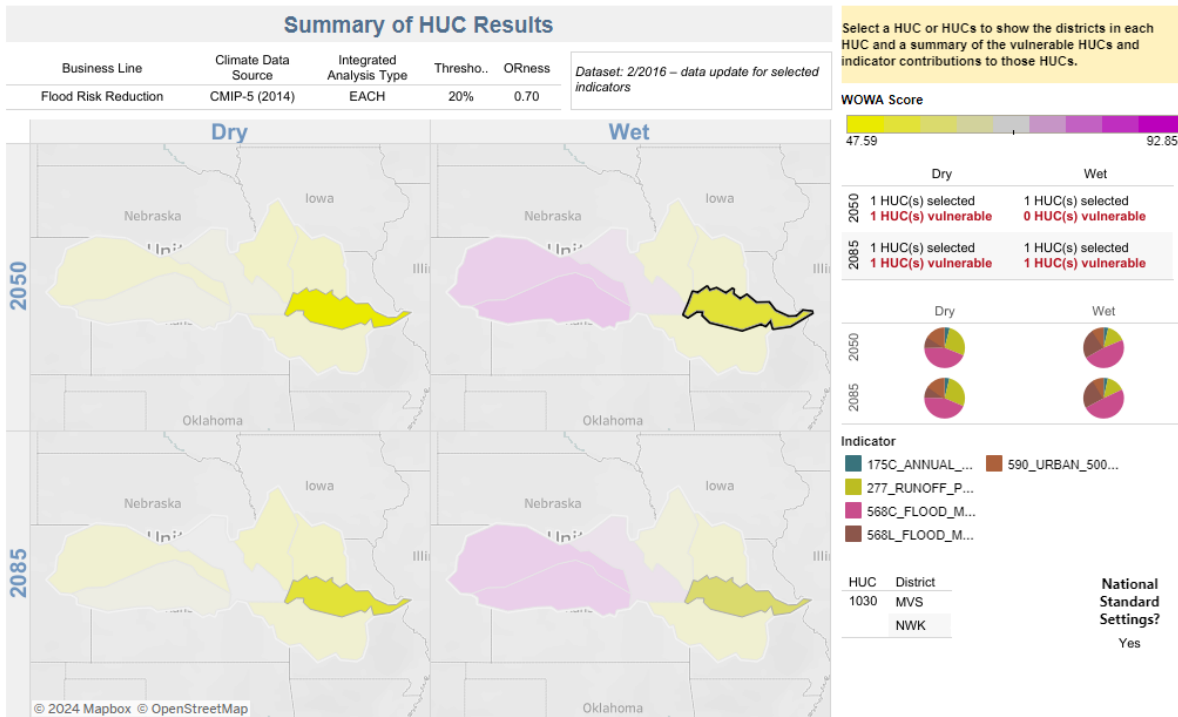 Summary of HUC Results
Business Line
Climate Data
Source
Integrated
Analysis Type
Thresho..
ORness
Flood Risk Reduction
CMIP-5 (2014)
EACH
20%
0.70
Dataset: 2/2016 – data update for selected
indicators
Select a HUC or HUCs to show the districts in each
HUC and a summary of the vulnerable HUCs and
indicator contributions to those HUCs.
WOWA Score
47.59
92.85
Dry
Wet
2050
1 HUC(s) selected
1 HUC(s) vulnerable
1 HUC(s) selected
0 HUC(s) vulnerable
2085
1 HUC(s) selected
1 HUC(s) vulnerable
1 HUC(s) selected
1 HUC(s) vulnerable
Dry
Wet
2050
2085
Indicator
175C_ANNUAL_...
590_URBAN_500...
277_RUNOFF_P...
568C_FLOOD_M...
568L_FLOOD_M...
HUC
District
1030
MVS
NWK
National
Standard
Settings?
Yes
Dry
Wet
2050
Nebraska
Iowa
Oklahoma
Nebraska
Iowa
Illi
Oklahoma
2085
Nebraska
Iowa
Nebraska
Iowa
Illi
Oklahoma
© 2024 Mapbox © OpenStreetMap